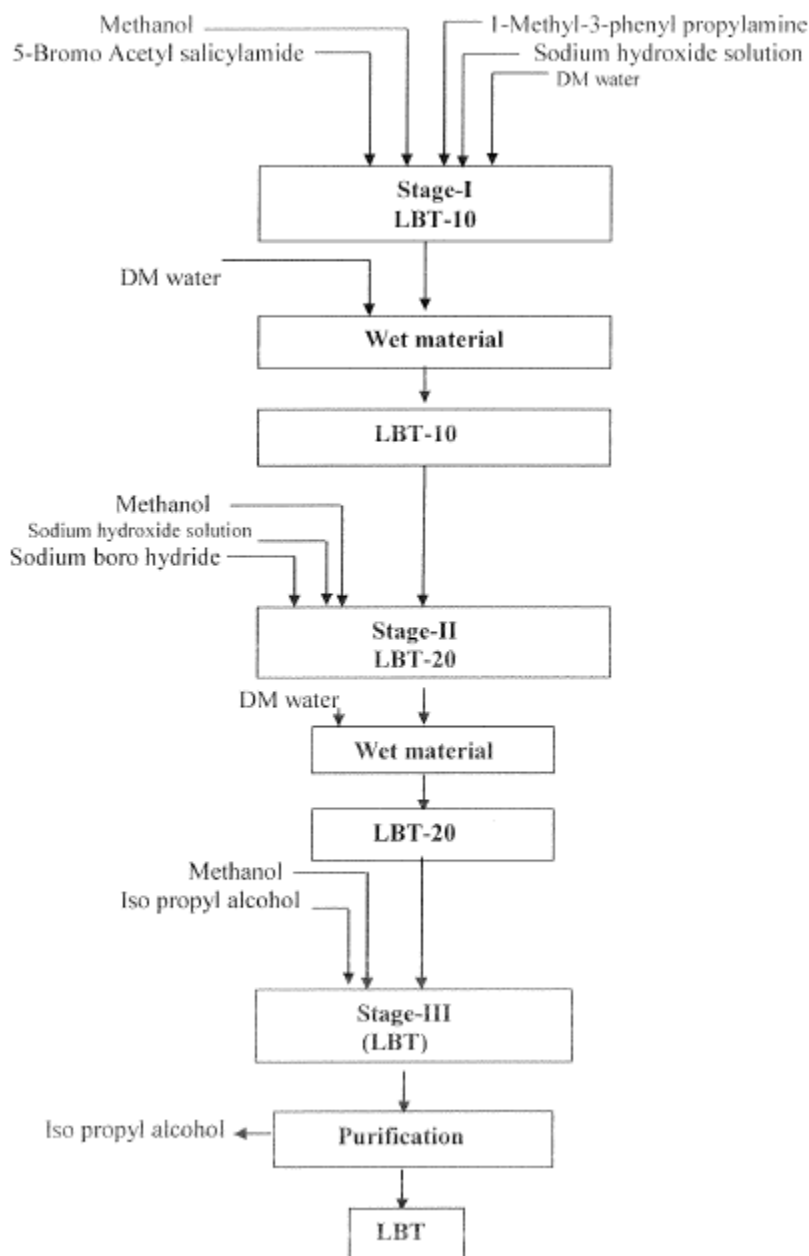 Methanol
5-Bromo Acetyl salicylamide
1-Methyl-3-phenyl propylamine
Sodium hydroxide solution
DM water
Stage-I
LBT-10
DM water
Wet material
LBT-10
Methanol
Sodium hydroxide solution
Sodium boro hydride
Stage-II
LBT-20
DM water
Wet material
LBT-20
Methanol
Iso propyl alcohol
Stage-III
(LBT)
Iso propyl alcohol
Purification
LBT